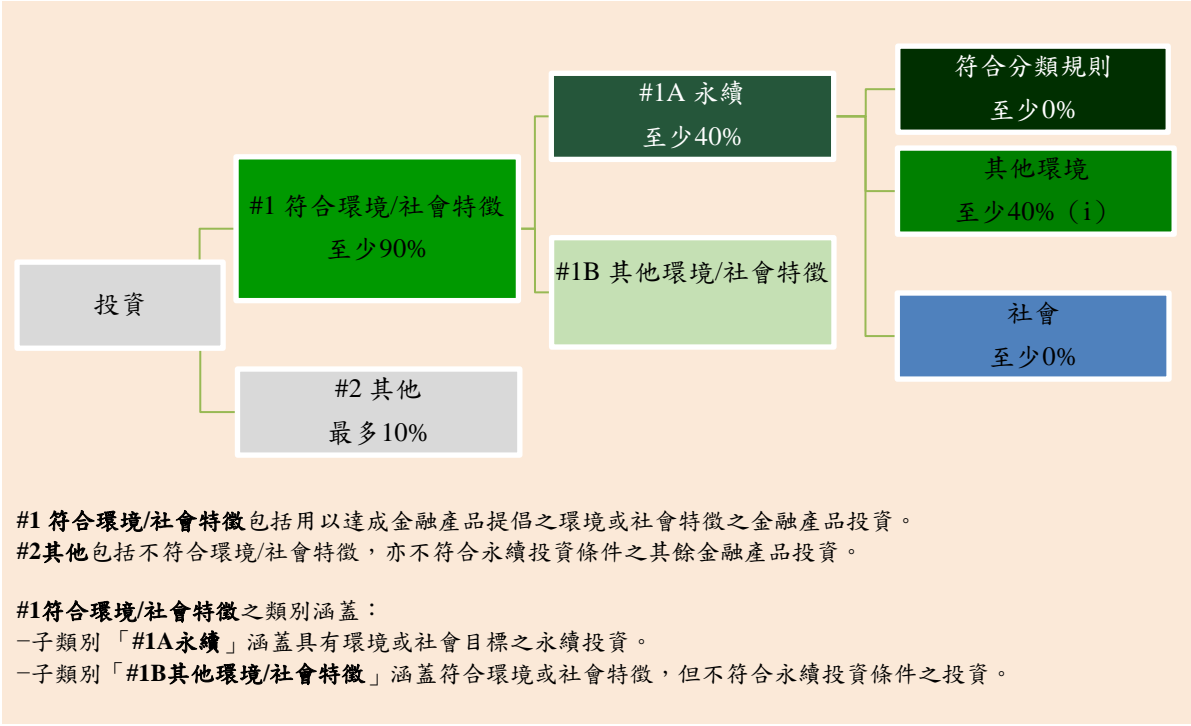 投資
#1 符合環境/社會特徵
至少90%
#2 其他
最多10%
#1A 永續
至少40%
#1B 其他環境/社會特徵
符合分類規則
至少0%
其他環境
至少40%（i）
社會
至少0%
#1 符合環境/社會特徵包括用以達成金融產品提倡之環境或社會特徵之金融產品投資。
#2其他包括不符合環境/社會特徵，亦不符合永續投資條件之其餘金融產品投資。
#1符合環境/社會特徵之類別涵蓋：
−子類別「#1A永續」涵蓋具有環境或社會目標之永續投資。
−子類別「#1B其他環境/社會特徵」涵蓋符合環境或社會特徵，但不符合永續投資條件之投資。